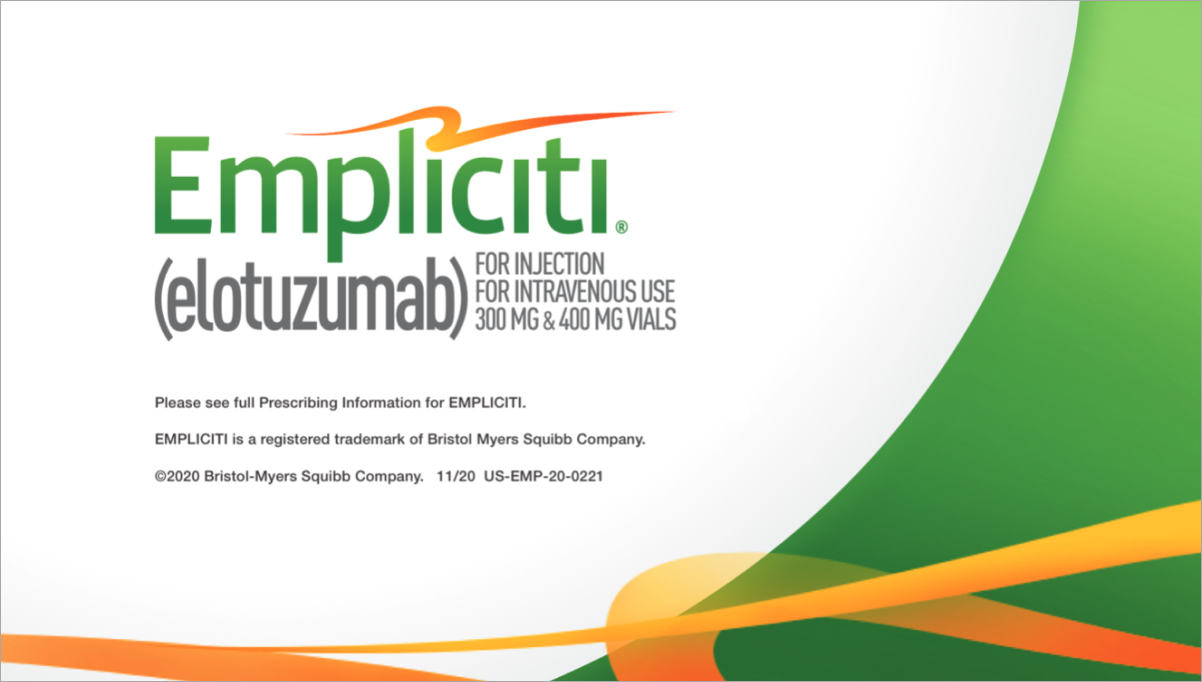 Empliciti®
(elotuzumab)
FOR INJECTION
FOR INTRAVENOUS USE
300 MG & 400 MG VIALS
Please see full Prescribing Information for EMPLICITI.
EMPLICITI is a registered trademark of Bristol Myers Squibb Company.
©2020 Bristol-Myers Squibb Company. 11/20 US-EMP-20-0221